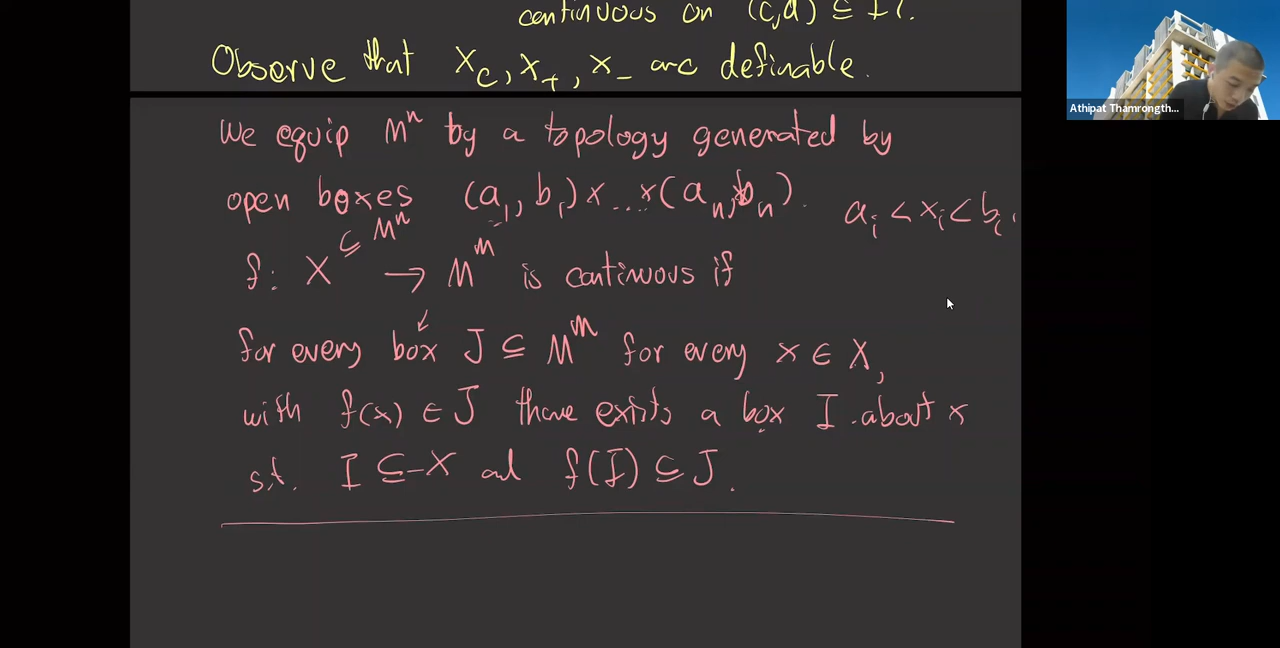 continuous on (c,d) ⊆ I }.
Observe that X_c, X_+, X_- are definable.
Athipat Thamrongth...
We equip M^n by a topology generated by
open boxes (a_1, b_1) × ... × (a_n, b_n). a_i < x_i < b_i.
f: X ⊆ M^n → M^m is continuous if
for every box J ⊆ M^m for every x ∈ X,
with f(x) ∈ J there exists a box I about x
s.t. I ⊆ X and f(I) ⊆ J.